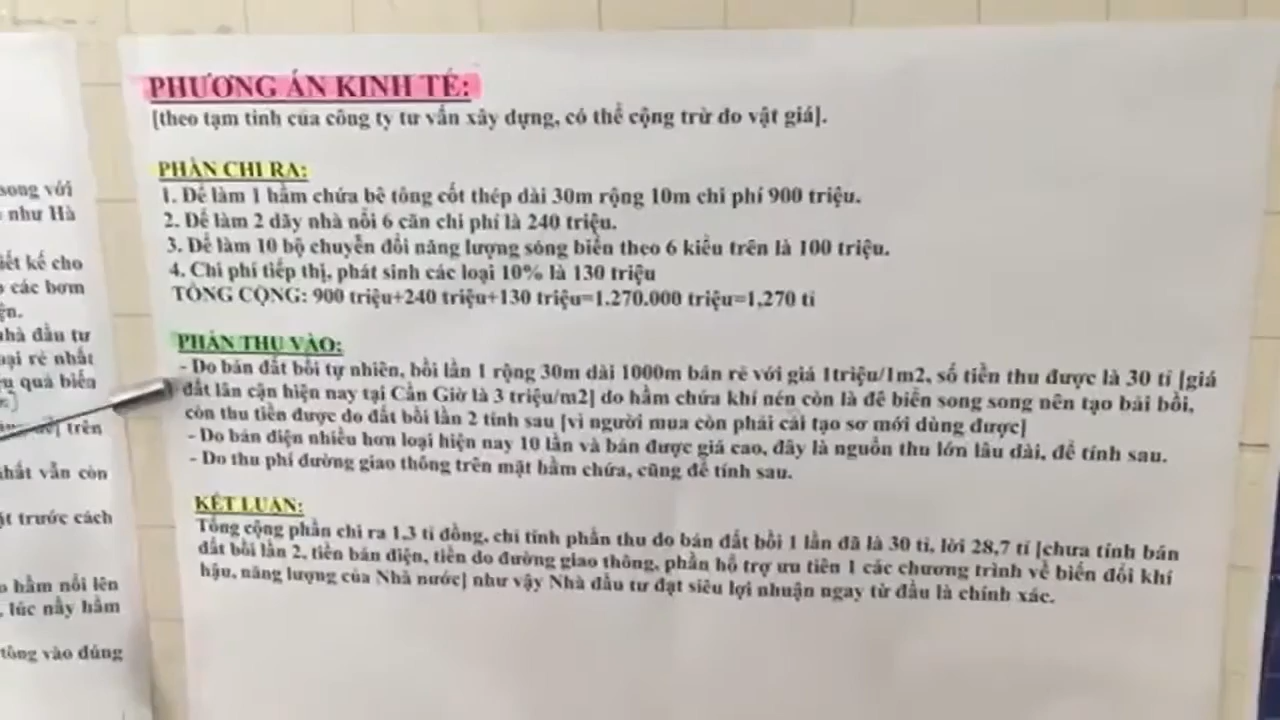 song với
như Hà
iết kế cho
các bơm
ện.
nhà đầu tư
oại rẻ nhất
quá biến
trên
nhất vẫn còn
ặt trước cách
hầm nổi lên
, lúc nầy hầm
tông vào đúng
PHƯƠNG ÁN KINH TẾ:
[theo tạm tính của công ty tư vấn xây dựng, có thể cộng trừ do vật giá].
PHẦN CHI RA:
1. Để làm 1 hầm chứa bê tông cốt thép dài 30m rộng 10m chi phí 900 triệu.
2. Để làm 2 dãy nhà nổi 6 căn chi phí là 240 triệu.
3. Để làm 10 bộ chuyển đổi năng lượng sóng biển theo 6 kiểu trên là 100 triệu.
4. Chi phí tiếp thị, phát sinh các loại 10% là 130 triệu
TỔNG CỘNG: 900 triệu+240 triệu+130 triệu=1.270.000 triệu=1,270 tỉ
PHẦN THU VÀO:
- Do bán đất bồi tự nhiên, bồi lần 1 rộng 30m dài 1000m bán rẻ với giá 1triệu/1m2, số tiền thu được là 30 tỉ [giá
đất lân cận hiện nay tại Cần Giờ là 3 triệu/m2] do hầm chứa khí nén còn là đê biển song song nên tạo bãi bồi,
còn thu tiền được do đất bồi lần 2 tính sau [vì người mua còn phải cải tạo sơ mới dùng được]
- Do bán điện nhiều hơn loại hiện nay 10 lần và bán được giá cao, đây là nguồn thu lớn lâu dài, để tính sau.
- Do thu phí đường giao thông trên mặt hầm chứa, cũng để tính sau.
KẾT LUẬN:
Tổng cộng phần chi ra 1,3 tỉ đồng, chỉ tính phần thu do bán đất bồi 1 lần đã là 30 tỉ, lời 28,7 tỉ [chưa tính bán
đất bồi lần 2, tiền bán điện, tiền do đường giao thông, phần hỗ trợ ưu tiên 1 các chương trình về biến đổi khí
hậu, năng lượng của Nhà nước] như vậy Nhà đầu tư đạt siêu lợi nhuận ngay từ đầu là chính xác.